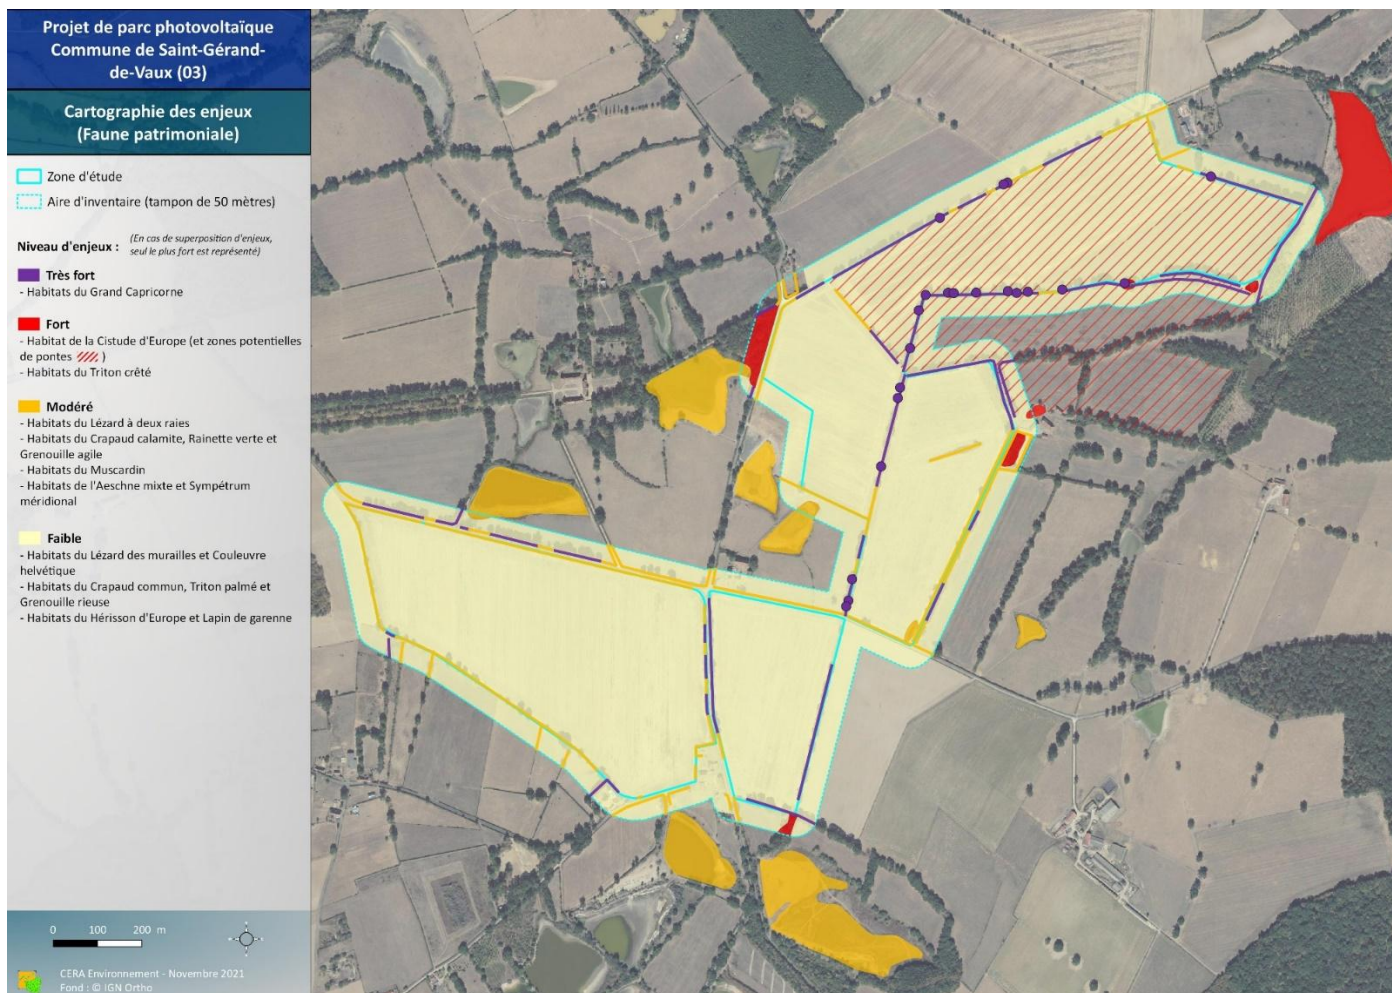 Projet de parc photovoltaïque
Commune de Saint-Gérand-
de-Vaux (03)
Cartographie des enjeux
(Faune patrimoniale)
Zone d'étude
Aire d'inventaire (tampon de 50 mètres)
Niveau d'enjeux : (En cas de superposition d'enjeux,
seul le plus fort est représenté)
Très fort
- Habitats du Grand Capricorne
Fort
- Habitat de la Cistude d'Europe (et zones potentielles
de pontes )
- Habitats du Triton crêté
Modéré
- Habitats du Lézard à deux raies
- Habitats du Crapaud calamite, Rainette verte et
Grenouille agile
- Habitats du Muscardin
- Habitats de l'Aeschne mixte et Sympétrum
méridional
Faible
- Habitats du Lézard des murailles et Couleuvre
helvétique
- Habitats du Crapaud commun, Triton palmé et
Grenouille rieuse
- Habitats du Hérisson d'Europe et Lapin de garenne
0 100 200 m
CERA Environnement - Novembre 2021
Fond : © IGN Ortho